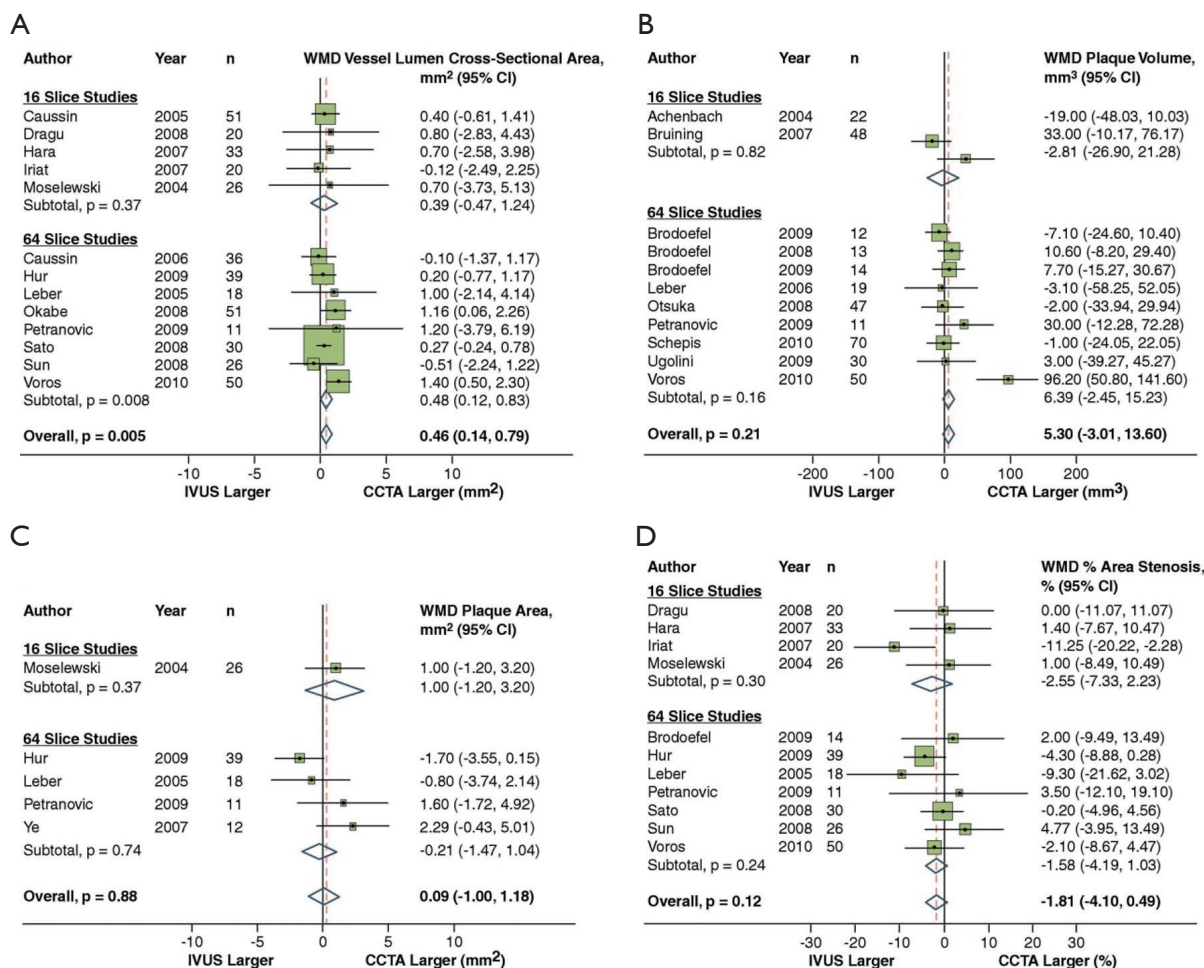 A
Author Year n WMD Vessel Lumen Cross-Sectional Area,
mm² (95% CI)
16 Slice Studies
Caussin 2005 51 0.40 (-0.61, 1.41)
Dragu 2008 20 0.80 (-2.83, 4.43)
Hara 2007 33 0.70 (-2.58, 3.98)
Iriat 2007 20 -0.12 (-2.49, 2.25)
Moselewski 2004 26 0.70 (-3.73, 5.13)
Subtotal, p = 0.37 0.39 (-0.47, 1.24)
64 Slice Studies
Caussin 2006 36 -0.10 (-1.37, 1.17)
Hur 2009 39 0.20 (-0.77, 1.17)
Leber 2005 18 1.00 (-2.14, 4.14)
Okabe 2008 51 1.16 (0.06, 2.26)
Petranovic 2009 11 1.20 (-3.79, 6.19)
Sato 2008 30 0.27 (-0.24, 0.78)
Sun 2008 26 -0.51 (-2.24, 1.22)
Voros 2010 50 1.40 (0.50, 2.30)
Subtotal, p = 0.008 0.48 (0.12, 0.83)
Overall, p = 0.005 0.46 (0.14, 0.79)
-10 -5 0 5 10
IVUS Larger CCTA Larger (mm²)
B
Author Year n WMD Plaque Volume,
mm³ (95% CI)
16 Slice Studies
Achenbach 2004 22 -19.00 (-48.03, 10.03)
Bruining 2007 48 33.00 (-10.17, 76.17)
Subtotal, p = 0.82 -2.81 (-26.90, 21.28)
64 Slice Studies
Brodoefel 2009 12 -7.10 (-24.60, 10.40)
Brodoefel 2008 13 10.60 (-8.20, 29.40)
Brodoefel 2009 14 7.70 (-15.27, 30.67)
Leber 2006 19 -3.10 (-58.25, 52.05)
Otsuka 2008 47 -2.00 (-33.94, 29.94)
Petranovic 2009 11 30.00 (-12.28, 72.28)
Schepis 2010 70 -1.00 (-24.05, 22.05)
Ugolini 2009 30 3.00 (-39.27, 45.27)
Voros 2010 50 96.20 (50.80, 141.60)
Subtotal, p = 0.16 6.39 (-2.45, 15.23)
Overall, p = 0.21 5.30 (-3.01, 13.60)
-200 -100 0 100 200
IVUS Larger CCTA Larger (mm³)
C
Author Year n WMD Plaque Area,
mm² (95% CI)
16 Slice Studies
Moselewski 2004 26 1.00 (-1.20, 3.20)
Subtotal, p = 0.37 1.00 (-1.20, 3.20)
64 Slice Studies
Hur 2009 39 -1.70 (-3.55, 0.15)
Leber 2005 18 -0.80 (-3.74, 2.14)
Petranovic 2009 11 1.60 (-1.72, 4.92)
Ye 2007 12 2.29 (-0.43, 5.01)
Subtotal, p = 0.74 -0.21 (-1.47, 1.04)
Overall, p = 0.88 0.09 (-1.00, 1.18)
-10 -5 0 5 10
IVUS Larger CCTA Larger (mm²)
D
Author Year n WMD % Area Stenosis,
% (95% CI)
16 Slice Studies
Dragu 2008 20 0.00 (-11.07, 11.07)
Hara 2007 33 1.40 (-7.67, 10.47)
Iriat 2007 20 -11.25 (-20.22, -2.28)
Moselewski 2004 26 1.00 (-8.49, 10.49)
Subtotal, p = 0.30 -2.55 (-7.33, 2.23)
64 Slice Studies
Brodoefel 2009 14 2.00 (-9.49, 13.49)
Hur 2009 39 -4.30 (-8.88, 0.28)
Leber 2005 18 -9.30 (-21.62, 3.02)
Petranovic 2009 11 3.50 (-12.10, 19.10)
Sato 2008 30 -0.20 (-4.96, 4.56)
Sun 2008 26 4.77 (-3.95, 13.49)
Voros 2010 50 -2.10 (-8.67, 4.47)
Subtotal, p = 0.24 -1.58 (-4.19, 1.03)
Overall, p = 0.12 -1.81 (-4.10, 0.49)
-30 -20 -10 0 10 20 30
IVUS Larger CCTA Larger (%)